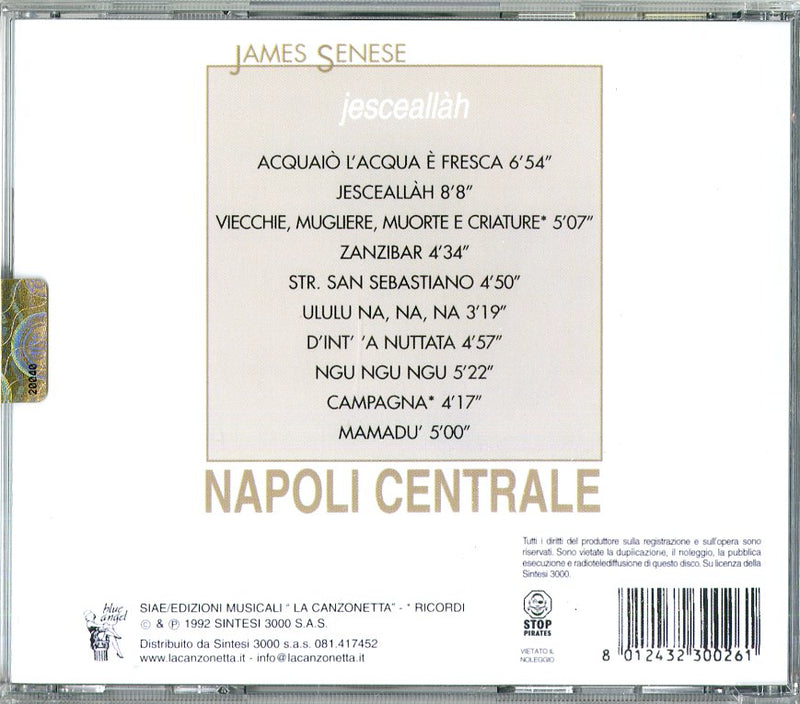 JAMES SENESE
jesceallàh
ACQUAIÒ L'ACQUA È FRESCA 6'54"
JESCEALLÀH 8'8"
VIECCHIE, MUGLIERE, MUORTE E CRIATURE* 5'07"
ZANZIBAR 4'34"
STR. SAN SEBASTIANO 4'50"
ULULU NA, NA, NA 3'19"
D'INT' 'A NUTTATA 4'57"
NGU NGU NGU 5'22"
CAMPAGNA* 4'17"
MAMADU' 5'00"
NAPOLI CENTRALE
20040
Tutti i diritti del produttore sulla registrazione e sull'opera sono
riservati. Sono vietate la duplicazione, il noleggio, la pubblica
esecuzione e radiotelediffusione di questo disco. Su licenza della
Sintesi 3000.
blue
angel
SIAE/EDIZIONI MUSICALI " LA CANZONETTA" - * RICORDI
© & ℗ 1992 SINTESI 3000 S.A.S.
Distribuito da Sintesi 3000 s.a.s. 081.417452
www.lacanzonetta.it - info@lacanzonetta.it
STOP
PIRATES
VIETATO IL
NOLEGGIO
8 012432 300261